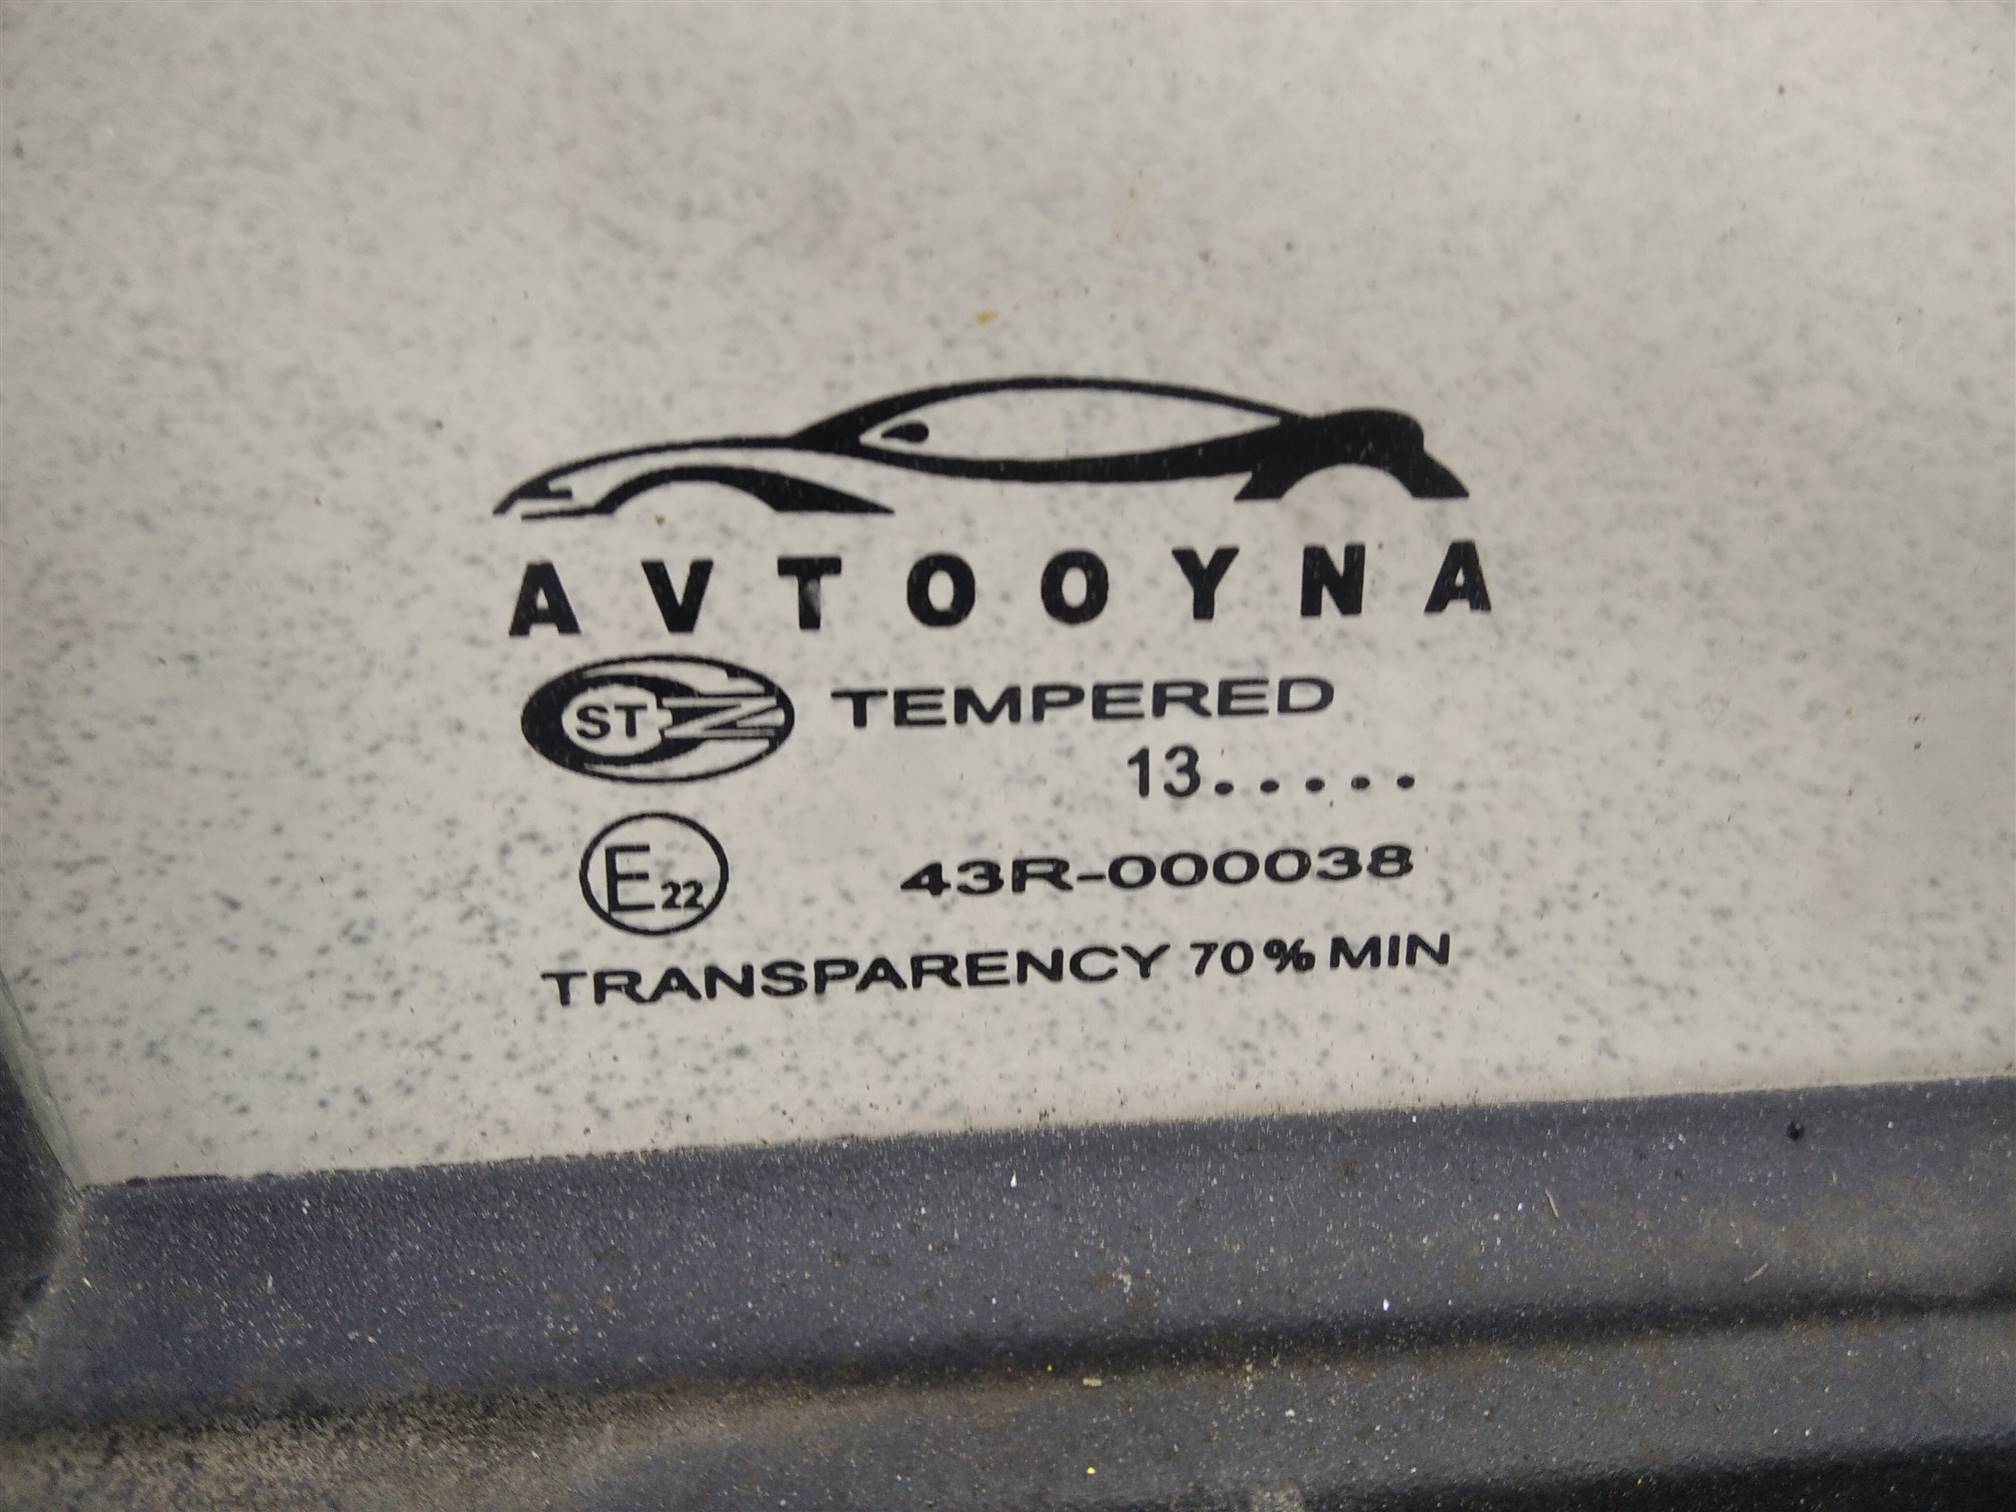 AVTOOYNA
ST TEMPERED
13.....
E22 43R-000038
TRANSPARENCY 70% MIN